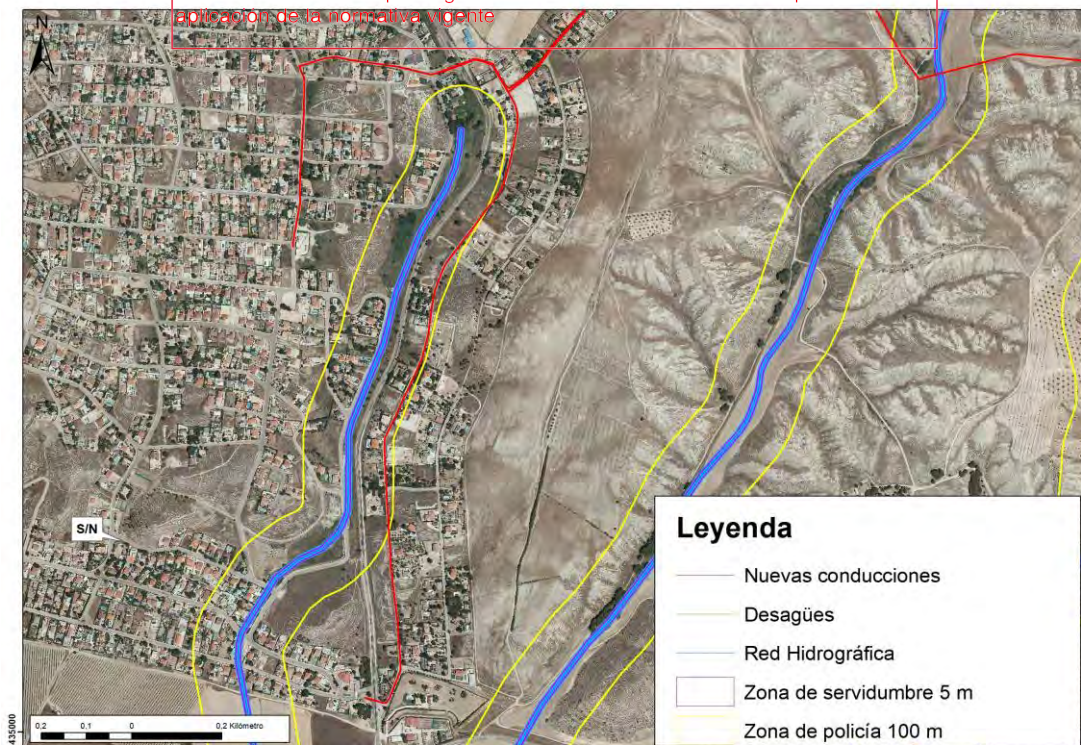 aplicación de la normativa vigente
N
S/N
Leyenda
Nuevas conducciones
Desagües
Red Hidrográfica
Zona de servidumbre 5 m
Zona de policía 100 m
0,2 0,1 0 0,2 Kilómetro
435000